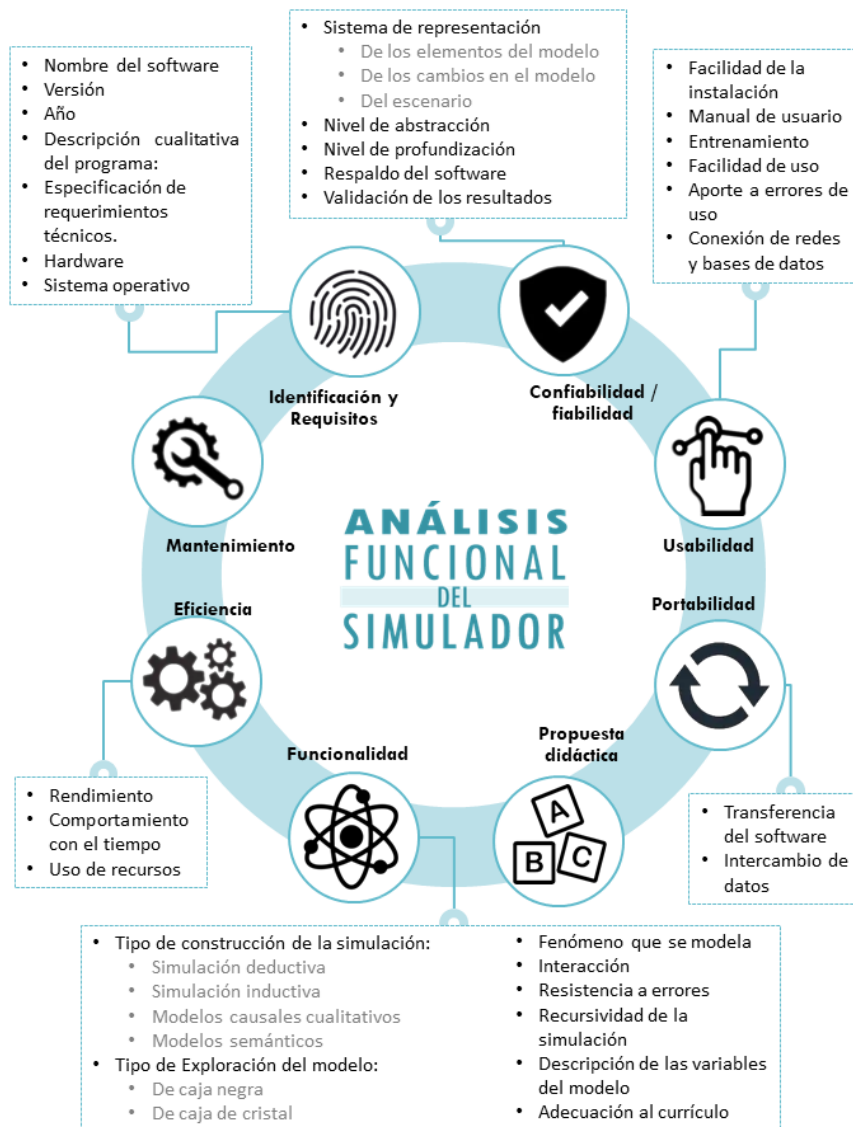 • Nombre del software
• Versión
• Año
• Descripción cualitativa
del programa:
• Especificación de
requerimientos
técnicos.
• Hardware
• Sistema operativo
• Sistema de representación
• De los elementos del modelo
• De los cambios en el modelo
• Del escenario
• Nivel de abstracción
• Nivel de profundización
• Respaldo del software
• Validación de los resultados
• Facilidad de la
instalación
• Manual de usuario
• Entrenamiento
• Facilidad de uso
• Aporte a errores de
uso
• Conexión de redes
y bases de datos
Identificación y
Requisitos
Confiabilidad /
fiabilidad
Mantenimiento
Usabilidad
ANÁLISIS
FUNCIONAL
DEL
SIMULADOR
Eficiencia
Portabilidad
Funcionalidad
Propuesta
didáctica
A
B
C
• Rendimiento
• Comportamiento
con el tiempo
• Uso de recursos
• Transferencia
del software
• Intercambio de
datos
• Tipo de construcción de la simulación:
• Simulación deductiva
• Simulación inductiva
• Modelos causales cualitativos
• Modelos semánticos
• Tipo de Exploración del modelo:
• De caja negra
• De caja de cristal
• Fenómeno que se modela
• Interacción
• Resistencia a errores
• Recursividad de la
simulación
• Descripción de las variables
del modelo
• Adecuación al currículo